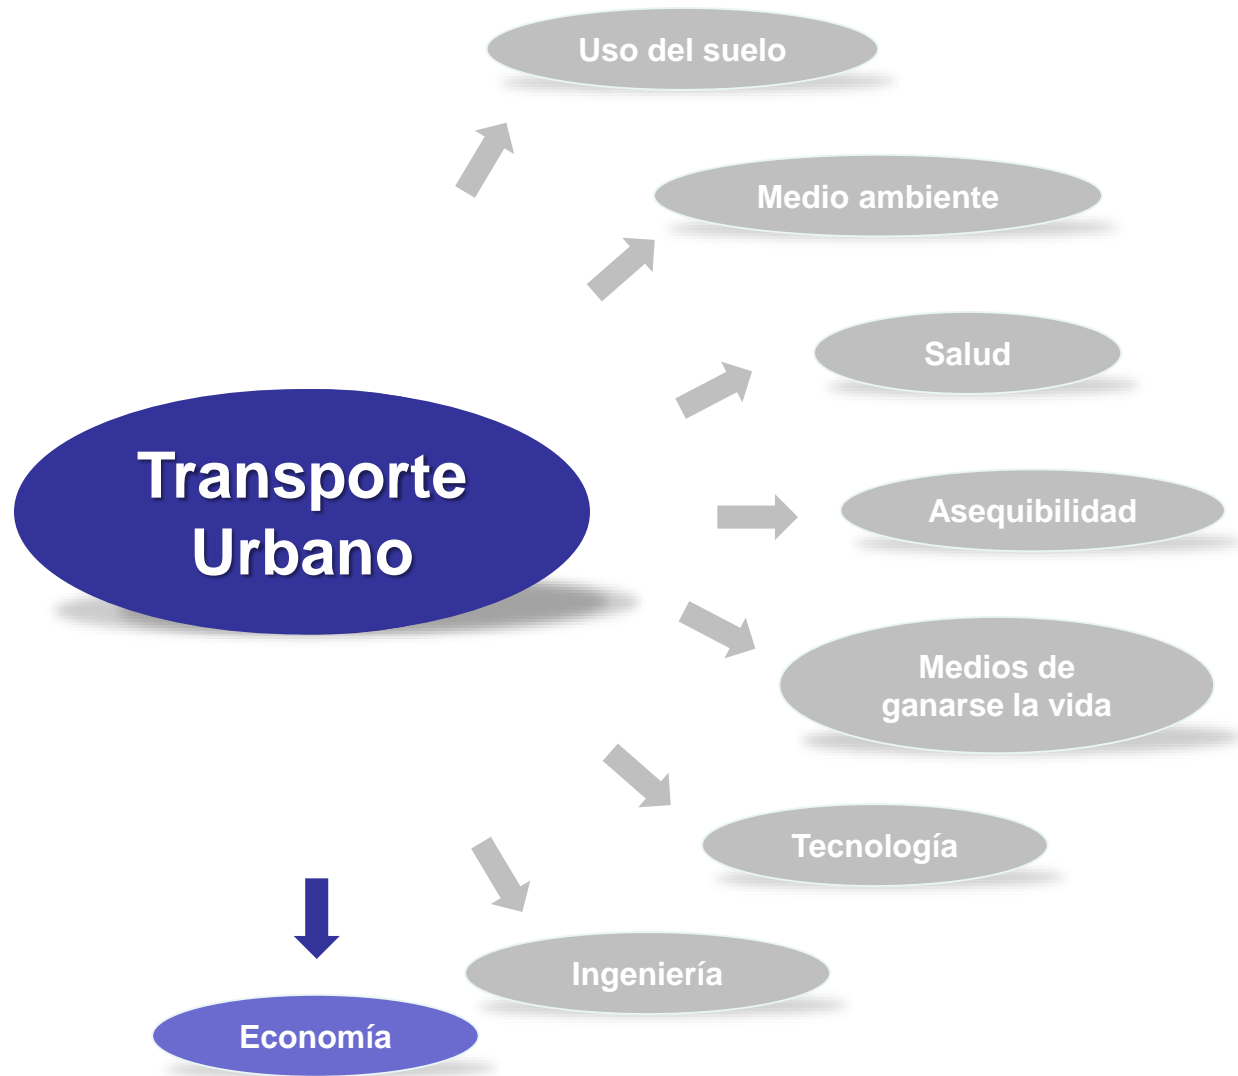 Uso del suelo
Medio ambiente
Salud
Transporte
Urbano
Asequibilidad
Medios de
ganarse la vida
Tecnología
Ingeniería
Economía